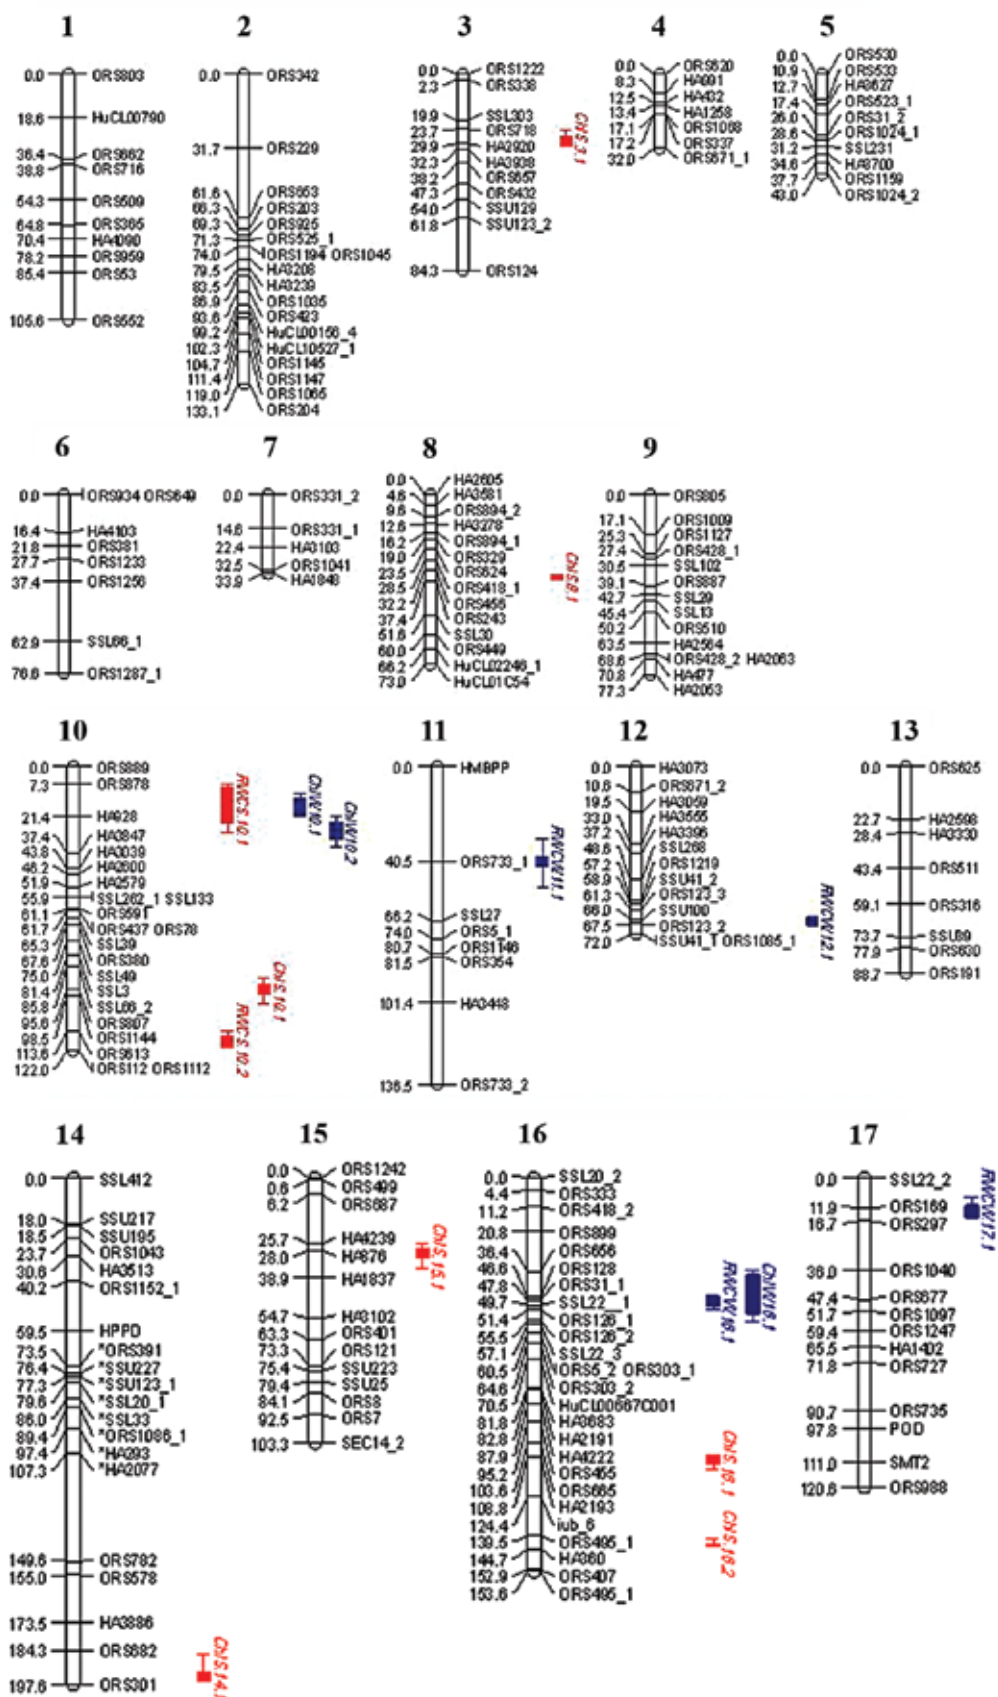 1
0.0 ORS803
18.6 HuCL00790
36.4 ORS662
38.8 ORS716
54.3 ORS509
64.8 ORS365
70.4 HA4090
78.2 ORS959
85.4 ORS53
105.6 ORS552
2
0.0 ORS342
31.7 ORS229
61.6 ORS663
66.3 ORS203
69.3 ORS925
71.3 ORS525_1
74.0 ORS1194 ORS1045
79.5 HA3208
83.5 HA3239
86.9 ORS1035
93.6 ORS423
99.2 HuCL00156_4
102.3 HuCL10527_1
104.7 ORS1145
111.4 ORS1147
119.0 ORS1065
133.1 ORS204
3
0.0 ORS1222
2.3 ORS338
19.9 SSL303
23.7 ORS718
29.9 HA2920
32.3 HA3938
38.2 ORS657
47.3 ORS432
54.0 SSU129
61.8 SSU123_2
84.3 ORS124
ChlS.3.1
4
0.0 ORS620
8.3 HA991
12.5 HA432
13.4 HA1258
17.1 ORS1068
17.2 ORS337
32.0 ORS671_1
5
0.0 ORS530
10.9 ORS533
12.7 HA3627
17.4 ORS523_1
26.0 ORS31_2
28.6 ORS1024_1
31.2 SSL231
34.6 HA3700
37.7 ORS1159
43.0 ORS1024_2
6
0.0 ORS934 ORS649
16.4 HA4103
21.8 ORS381
27.7 ORS1233
37.4 ORS1256
62.9 SSL66_1
76.6 ORS1287_1
7
0.0 ORS331_2
14.6 ORS331_1
22.4 HA3103
32.5 ORS1041
33.9 HA1848
8
0.0 HA2605
4.6 HA3581
9.6 ORS894_2
12.6 HA3278
16.2 ORS894_1
19.0 ORS329
23.5 ORS624
28.5 ORS418_1
32.2 ORS456
37.4 ORS243
51.6 SSL30
60.0 ORS449
66.2 HuCL02246_1
73.0 HuCL01C54
ChlS.8.1
9
0.0 ORS805
17.1 ORS1009
25.3 ORS1127
27.4 ORS428_1
30.5 SSL102
39.1 ORS887
42.7 SSL29
45.4 SSL13
50.2 ORS510
63.5 HA2564
68.6 ORS428_2 HA2063
70.8 HA477
77.3 HA2053
10
0.0 ORS889
7.3 ORS878
21.4 HA928
37.4 HA3847
43.8 HA3039
46.2 HA2600
51.9 HA2579
55.9 SSL262_1 SSL133
61.1 ORS591
61.7 ORS437 ORS78
65.3 SSL39
67.6 ORS380
75.0 SSL49
81.4 SSL3
85.8 SSL66_2
95.6 ORS807
98.5 ORS1144
113.6 ORS613
122.0 ORS112 ORS1112
RWCS.10.1
ChlW.10.1
ChlW.10.2
ChlS.10.1
RWCS.10.2
11
0.0 HMBPP
40.5 ORS733_1
66.2 SSL27
74.0 ORS5_1
80.7 ORS1146
81.5 ORS354
101.4 HA3448
136.5 ORS733_2
RWCW.11.1
12
0.0 HA3073
10.6 ORS671_2
19.5 HA3059
33.0 HA3555
37.2 HA3396
48.6 SSL268
57.2 ORS1219
58.9 SSU41_2
61.3 ORS123_3
66.0 SSU100
67.5 ORS123_2
72.0 SSU41_1 ORS1085_1
RWCW.12.1
13
0.0 ORS625
22.7 HA2598
28.4 HA3330
43.4 ORS511
59.1 ORS316
73.7 SSU89
77.9 ORS630
88.7 ORS191
14
0.0 SSL412
18.0 SSU217
18.5 SSU195
23.7 ORS1043
30.6 HA3513
40.2 ORS1152_1
59.5 HPPD
73.5 *ORS391
76.4 *SSU227
77.3 *SSU123_1
79.6 *SSL20_1
86.0 *SSL33
89.4 *ORS1086_1
97.4 *HA293
107.3 *HA2077
149.6 ORS782
155.0 ORS578
173.5 HA3886
184.3 ORS682
197.6 ORS301
ChlS.14.1
15
0.0 ORS1242
0.6 ORS499
6.2 ORS687
25.7 HA4239
28.0 HA876
38.9 HA1837
54.7 HA3102
63.3 ORS401
73.3 ORS121
75.4 SSU223
79.4 SSU25
84.1 ORS8
92.5 ORS7
103.3 SEC14_2
ChlS.15.1
16
0.0 SSL20_2
4.4 ORS333
11.2 ORS418_2
20.8 ORS899
36.4 ORS656
46.6 ORS128
47.8 ORS31_1
49.7 SSL22__1
51.4 ORS126_1
55.5 ORS126_2
57.1 SSL22_3
60.5 ORS5_2 ORS303_1
64.6 ORS303_2
70.5 HuCL00667C001
81.8 HA3683
82.8 HA2191
87.9 HA4222
95.2 ORS455
103.6 ORS665
108.8 HA2193
124.4 iub_6
139.5 ORS495_1
144.7 HA360
152.9 ORS407
153.6 ORS495_1
RWCW.16.1
ChlW.16.1
ChlS.16.1
ChlS.16.2
17
0.0 SSL22_2
11.9 ORS169
16.7 ORS297
36.0 ORS1040
47.4 ORS677
51.7 ORS1097
59.4 ORS1247
65.5 HA1402
71.8 ORS727
90.7 ORS735
97.8 POD
111.0 SMT2
120.6 ORS988
RWCW.17.1